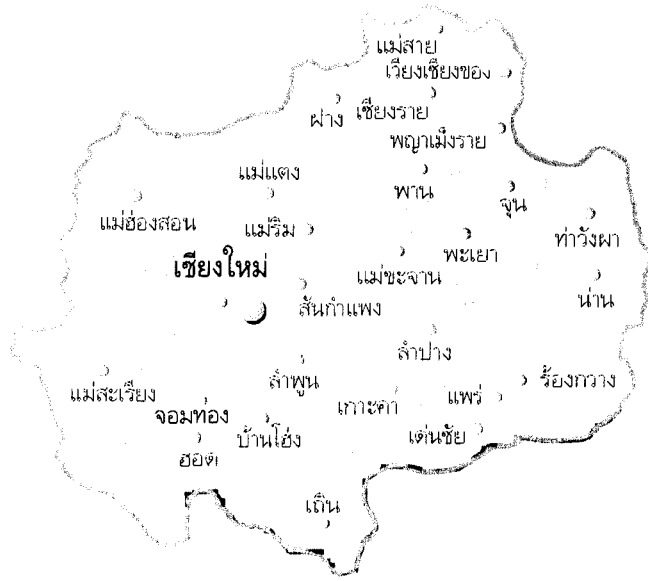 แม่สาย
เวียงเชียงของ
ฝาง
เชียงราย
พญาเม็งราย
แม่แตง
พาน
จุน
แม่ฮ่องสอน
แม่ริม
พะเยา
ท่าวังผา
เชียงใหม่
แม่ขะจาน
น่าน
สันกำแพง
ลำปาง
แม่สะเรียง
ลำพูน
ร้องกวาง
เกาะคา
แพร่
จอมทอง
บ้านโฮ่ง
เด่นชัย
ฮอด
เถิน